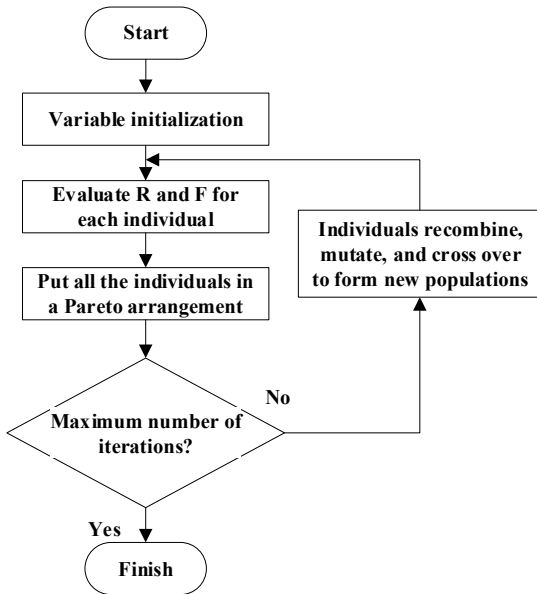 Start
Variable initialization
Evaluate R and F for
each individual
Put all the individuals in
a Pareto arrangement
Maximum number of
iterations?
No
Individuals recombine,
mutate, and cross over
to form new populations
Yes
Finish